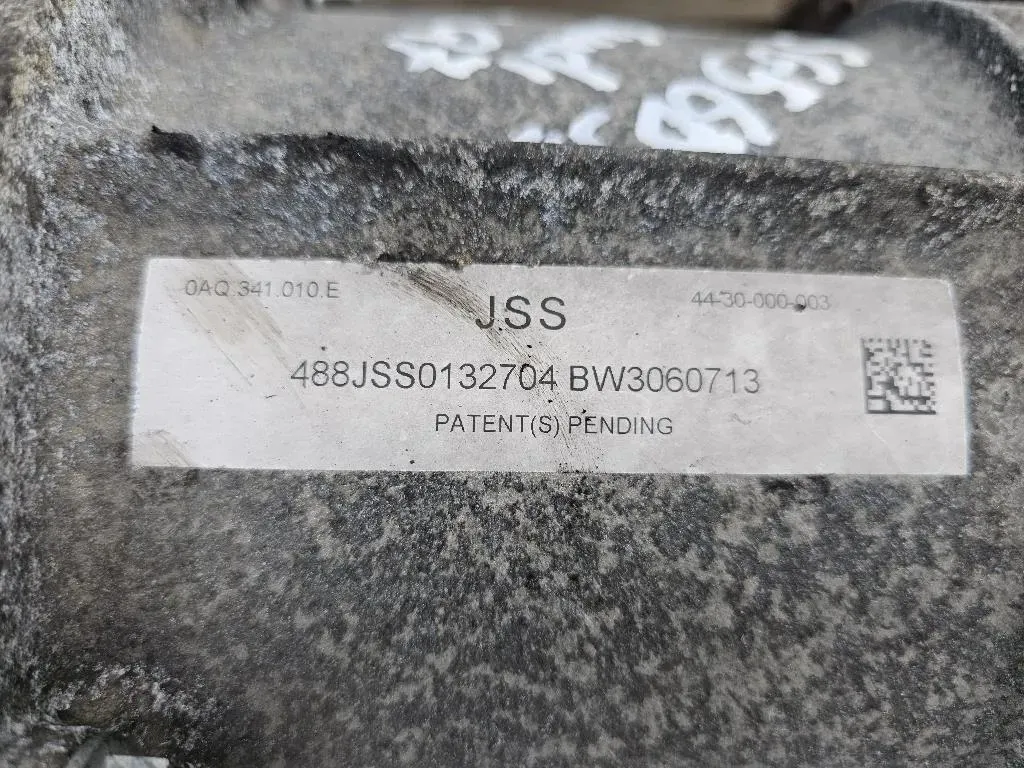 0AQ.341.010.E
JSS
44-30-000-003
488JSS0132704 BW3060713
PATENT(S) PENDING